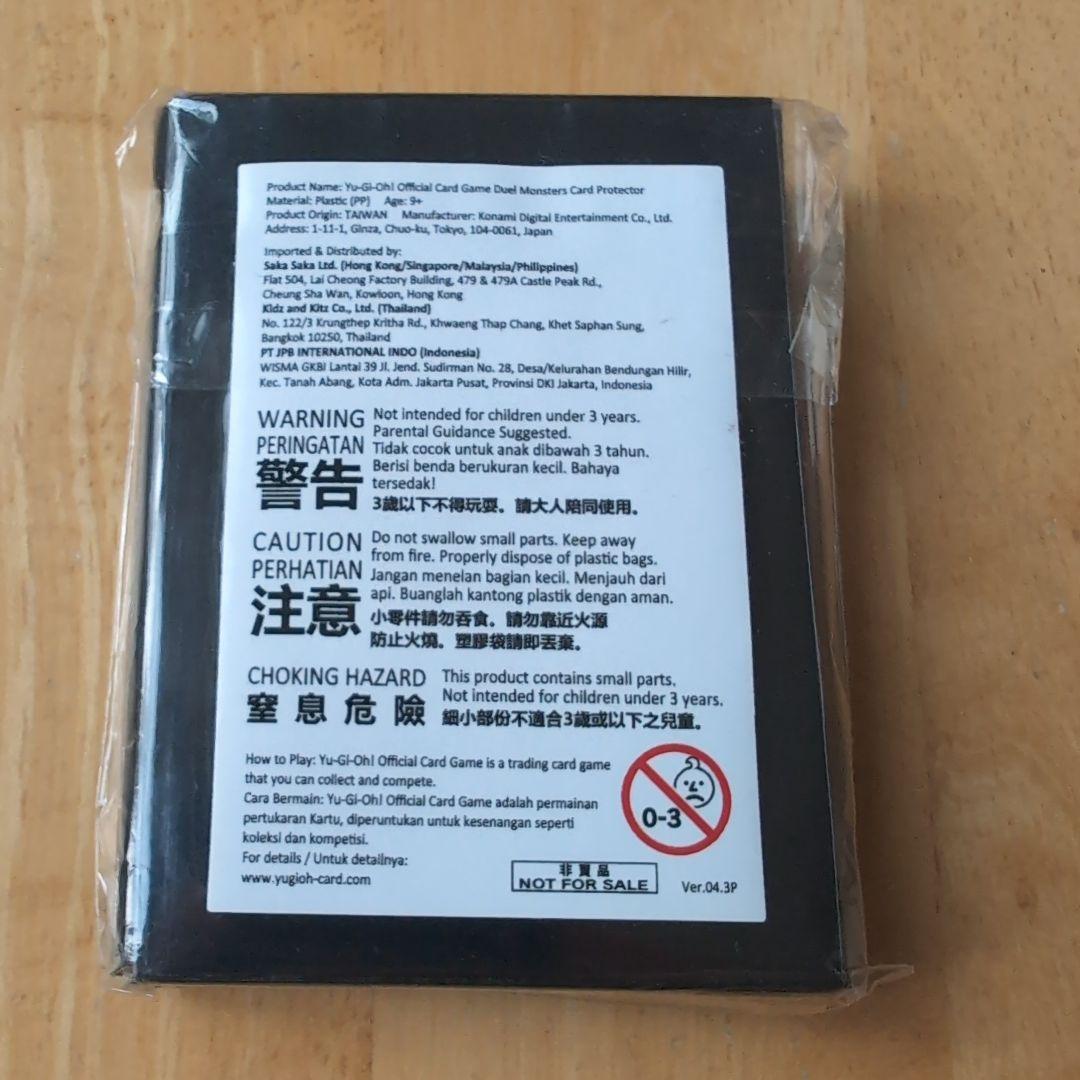 Product Name: Yu-Gi-Oh! Official Card Game Duel Monsters Card Protector
Material: Plastic (PP) Age: 9+
Product Origin: TAIWAN Manufacturer: Konami Digital Entertainment Co., Ltd.
Address: 1-11-1, Ginza, Chuo-ku, Tokyo, 104-0061, Japan
Imported & Distributed by:
Saka Saka Ltd. (Hong Kong/Singapore/Malaysia/Philippines)
Flat 504, Lai Cheong Factory Building, 479 & 479A Castle Peak Rd.,
Cheung Sha Wan, Kowloon, Hong Kong
Kidz and Kitz Co., Ltd. (Thailand)
No. 122/3 Krungthep Kritha Rd., Khwaeng Thap Chang, Khet Saphan Sung,
Bangkok 10250, Thailand
PT JPB INTERNATIONAL INDO (Indonesia)
WISMA GKBI Lantai 39 Jl. Jend. Sudirman No. 28, Desa/Kelurahan Bendungan Hilir,
Kec. Tanah Abang, Kota Adm. Jakarta Pusat, Provinsi DKI Jakarta, Indonesia
WARNING
PERINGATAN
警告
Not intended for children under 3 years.
Parental Guidance Suggested.
Tidak cocok untuk anak dibawah 3 tahun.
Berisi benda berukuran kecil. Bahaya
tersedak!
3歲以下不得玩耍。請大人陪同使用。
CAUTION
PERHATIAN
注意
Do not swallow small parts. Keep away
from fire. Properly dispose of plastic bags.
Jangan menelan bagian kecil. Menjauh dari
api. Buanglah kantong plastik dengan aman.
小零件請勿吞食。請勿靠近火源
防止火燒。塑膠袋請即丟棄。
CHOKING HAZARD
窒息危險
This product contains small parts.
Not intended for children under 3 years.
細小部份不適合3歲或以下之兒童。
How to Play: Yu-Gi-Oh! Official Card Game is a trading card game
that you can collect and compete.
Cara Bermain: Yu-Gi-Oh! Official Card Game adalah permainan
pertukaran Kartu, diperuntukan untuk kesenangan seperti
koleksi dan kompetisi.
For details / Untuk detailnya:
www.yugioh-card.com
0-3
非賣品
NOT FOR SALE
Ver.04.3P